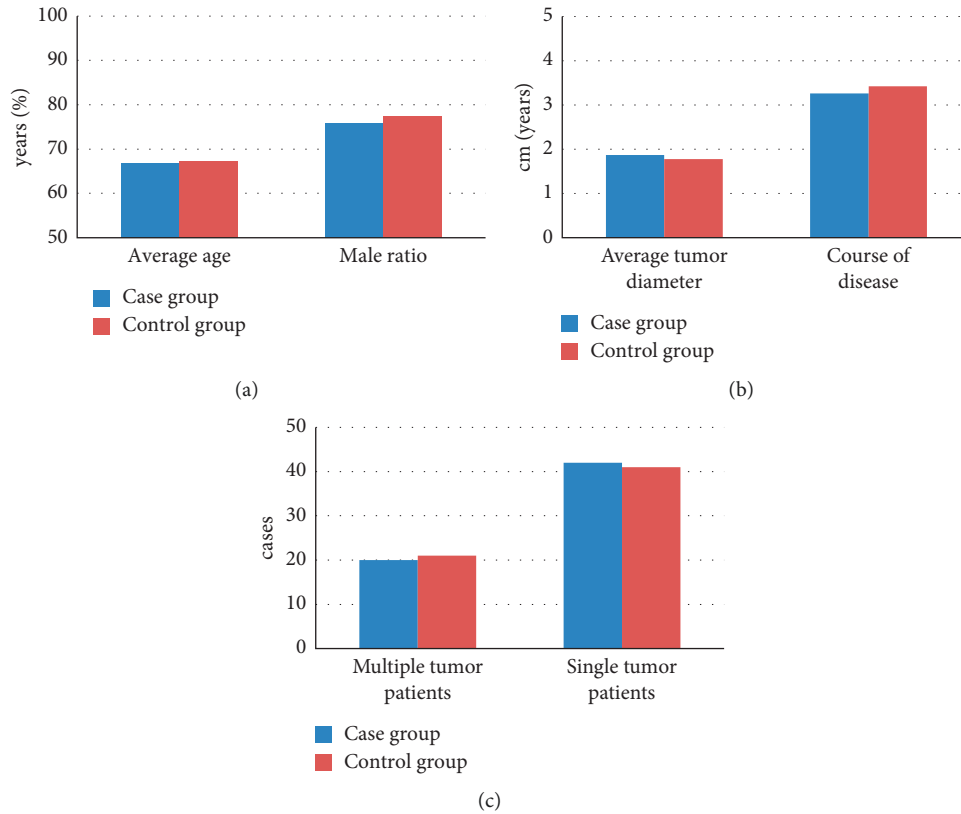 100
90
80
70
60
50
years (%)
Average age
Male ratio
Case group
Control group
(a)
5
4
3
2
1
0
cm (years)
Average tumor
diameter
Course of
disease
Case group
Control group
(b)
50
40
30
20
10
0
cases
Multiple tumor
patients
Single tumor
patients
Case group
Control group
(c)